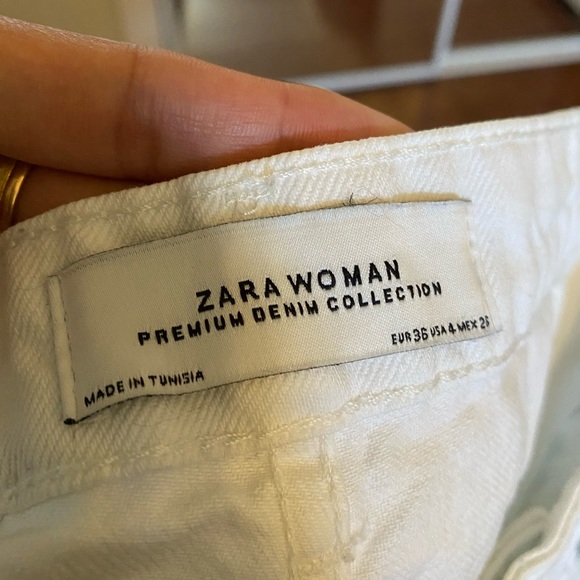 ZARA WOMAN
PREMIUM DENIM COLLECTION
EUR 36 USA 4 MEX 26
MADE IN TUNISIA